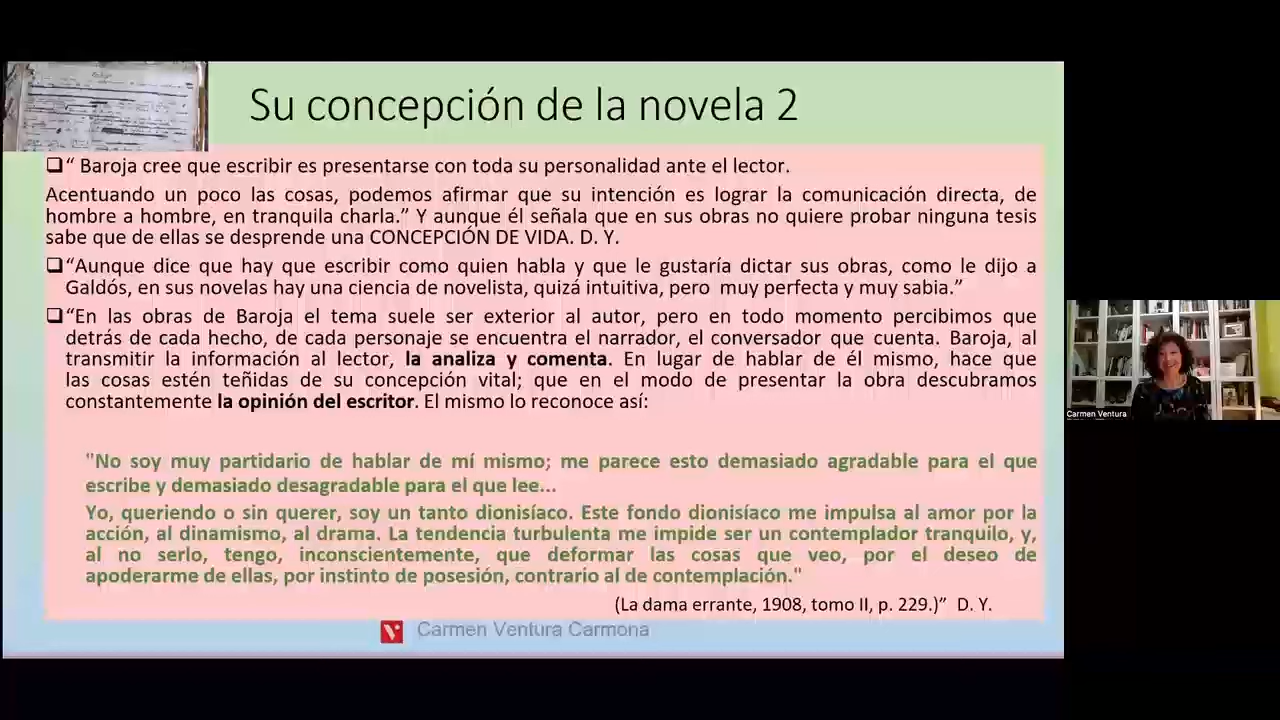 Su concepción de la novela 2
❑“ Baroja cree que escribir es presentarse con toda su personalidad ante el lector.
Acentuando un poco las cosas, podemos afirmar que su intención es lograr la comunicación directa, de
hombre a hombre, en tranquila charla.” Y aunque él señala que en sus obras no quiere probar ninguna tesis
sabe que de ellas se desprende una CONCEPCIÓN DE VIDA. D. Y.
❑“Aunque dice que hay que escribir como quien habla y que le gustaría dictar sus obras, como le dijo a
Galdós, en sus novelas hay una ciencia de novelista, quizá intuitiva, pero muy perfecta y muy sabia.”
❑“En las obras de Baroja el tema suele ser exterior al autor, pero en todo momento percibimos que
detrás de cada hecho, de cada personaje se encuentra el narrador, el conversador que cuenta. Baroja, al
transmitir la información al lector, la analiza y comenta. En lugar de hablar de él mismo, hace que
las cosas estén teñidas de su concepción vital; que en el modo de presentar la obra descubramos
constantemente la opinión del escritor. El mismo lo reconoce así:
"No soy muy partidario de hablar de mí mismo; me parece esto demasiado agradable para el que
escribe y demasiado desagradable para el que lee...
Yo, queriendo o sin querer, soy un tanto dionisíaco. Este fondo dionisíaco me impulsa al amor por la
acción, al dinamismo, al drama. La tendencia turbulenta me impide ser un contemplador tranquilo, y,
al no serlo, tengo, inconscientemente, que deformar las cosas que veo, por el deseo de
apoderarme de ellas, por instinto de posesión, contrario al de contemplación."
(La dama errante, 1908, tomo II, p. 229.)” D. Y.
Carmen Ventura Carmona
Carmen Ventura